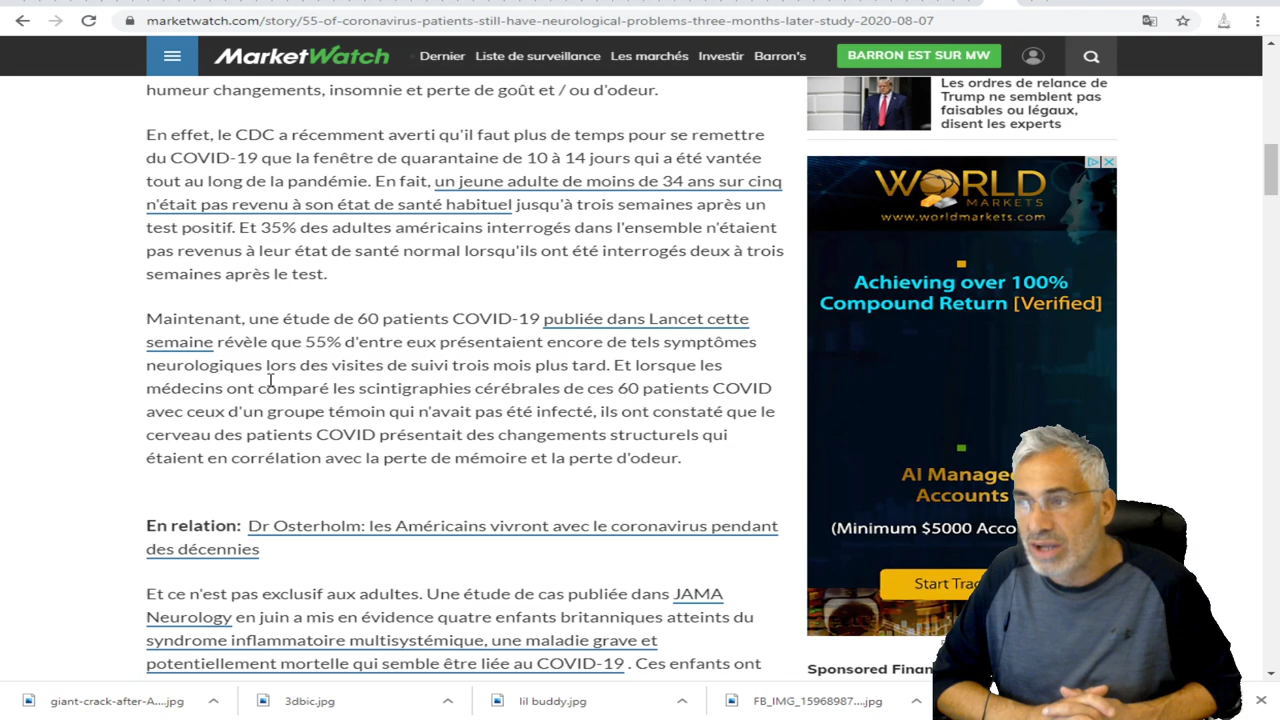 marketwatch.com/story/55-of-coronavirus-patients-still-have-neurological-problems-three-months-later-study-2020-08-07
MarketWatch
Dernier
Liste de surveillance
Les marchés
Investir
Barron's
BARRON EST SUR MW
humeur changements, insomnie et perte de goût et / ou d'odeur.
En effet, le CDC a récemment averti qu'il faut plus de temps pour se remettre
du COVID-19 que la fenêtre de quarantaine de 10 à 14 jours qui a été vantée
tout au long de la pandémie. En fait, un jeune adulte de moins de 34 ans sur cinq
n'était pas revenu à son état de santé habituel jusqu'à trois semaines après un
test positif. Et 35% des adultes américains interrogés dans l'ensemble n'étaient
pas revenus à leur état de santé normal lorsqu'ils ont été interrogés deux à trois
semaines après le test.
Maintenant, une étude de 60 patients COVID-19 publiée dans Lancet cette
semaine révèle que 55% d'entre eux présentaient encore de tels symptômes
neurologiques lors des visites de suivi trois mois plus tard. Et lorsque les
médecins ont comparé les scintigraphies cérébrales de ces 60 patients COVID
avec ceux d'un groupe témoin qui n'avait pas été infecté, ils ont constaté que le
cerveau des patients COVID présentait des changements structurels qui
étaient en corrélation avec la perte de mémoire et la perte d'odeur.
En relation: Dr Osterholm: les Américains vivront avec le coronavirus pendant
des décennies
Et ce n'est pas exclusif aux adultes. Une étude de cas publiée dans JAMA
Neurology en juin a mis en évidence quatre enfants britanniques atteints du
syndrome inflammatoire multisystémique, une maladie grave et
potentiellement mortelle qui semble être liée au COVID-19 . Ces enfants ont
Les ordres de relance de
Trump ne semblent pas
faisables ou légaux,
disent les experts
WORLD
MARKETS
www.worldmarkets.com
Achieving over 100%
Compound Return [Verified]
AI Manage
Accounts
(Minimum $5000 Acco
Start Tra
Sponsored Finan
giant-crack-after-A....jpg
3dbic.jpg
lil buddy.jpg
FB_IMG_15968987....jpg